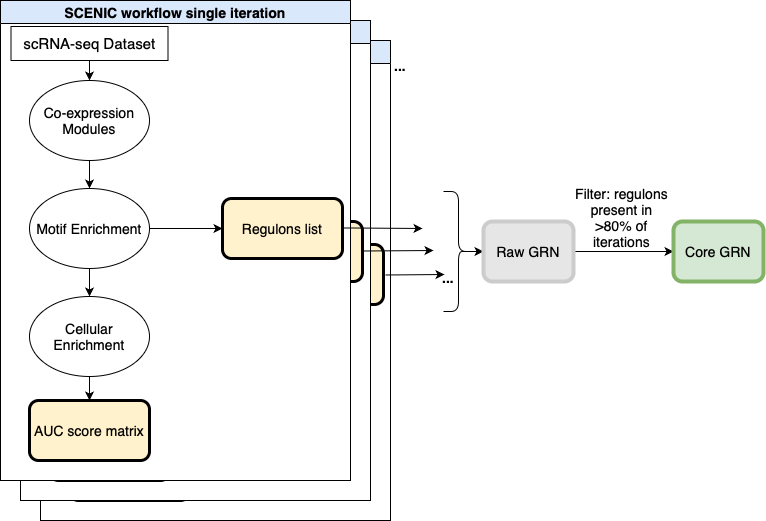 SCENIC workflow single iteration
scRNA-seq Dataset
...
Co-expression
Modules
Motif Enrichment
Regulons list
Cellular
Enrichment
AUC score matrix
...
Raw GRN
Filter: regulons
present in
>80% of
iterations
Core GRN